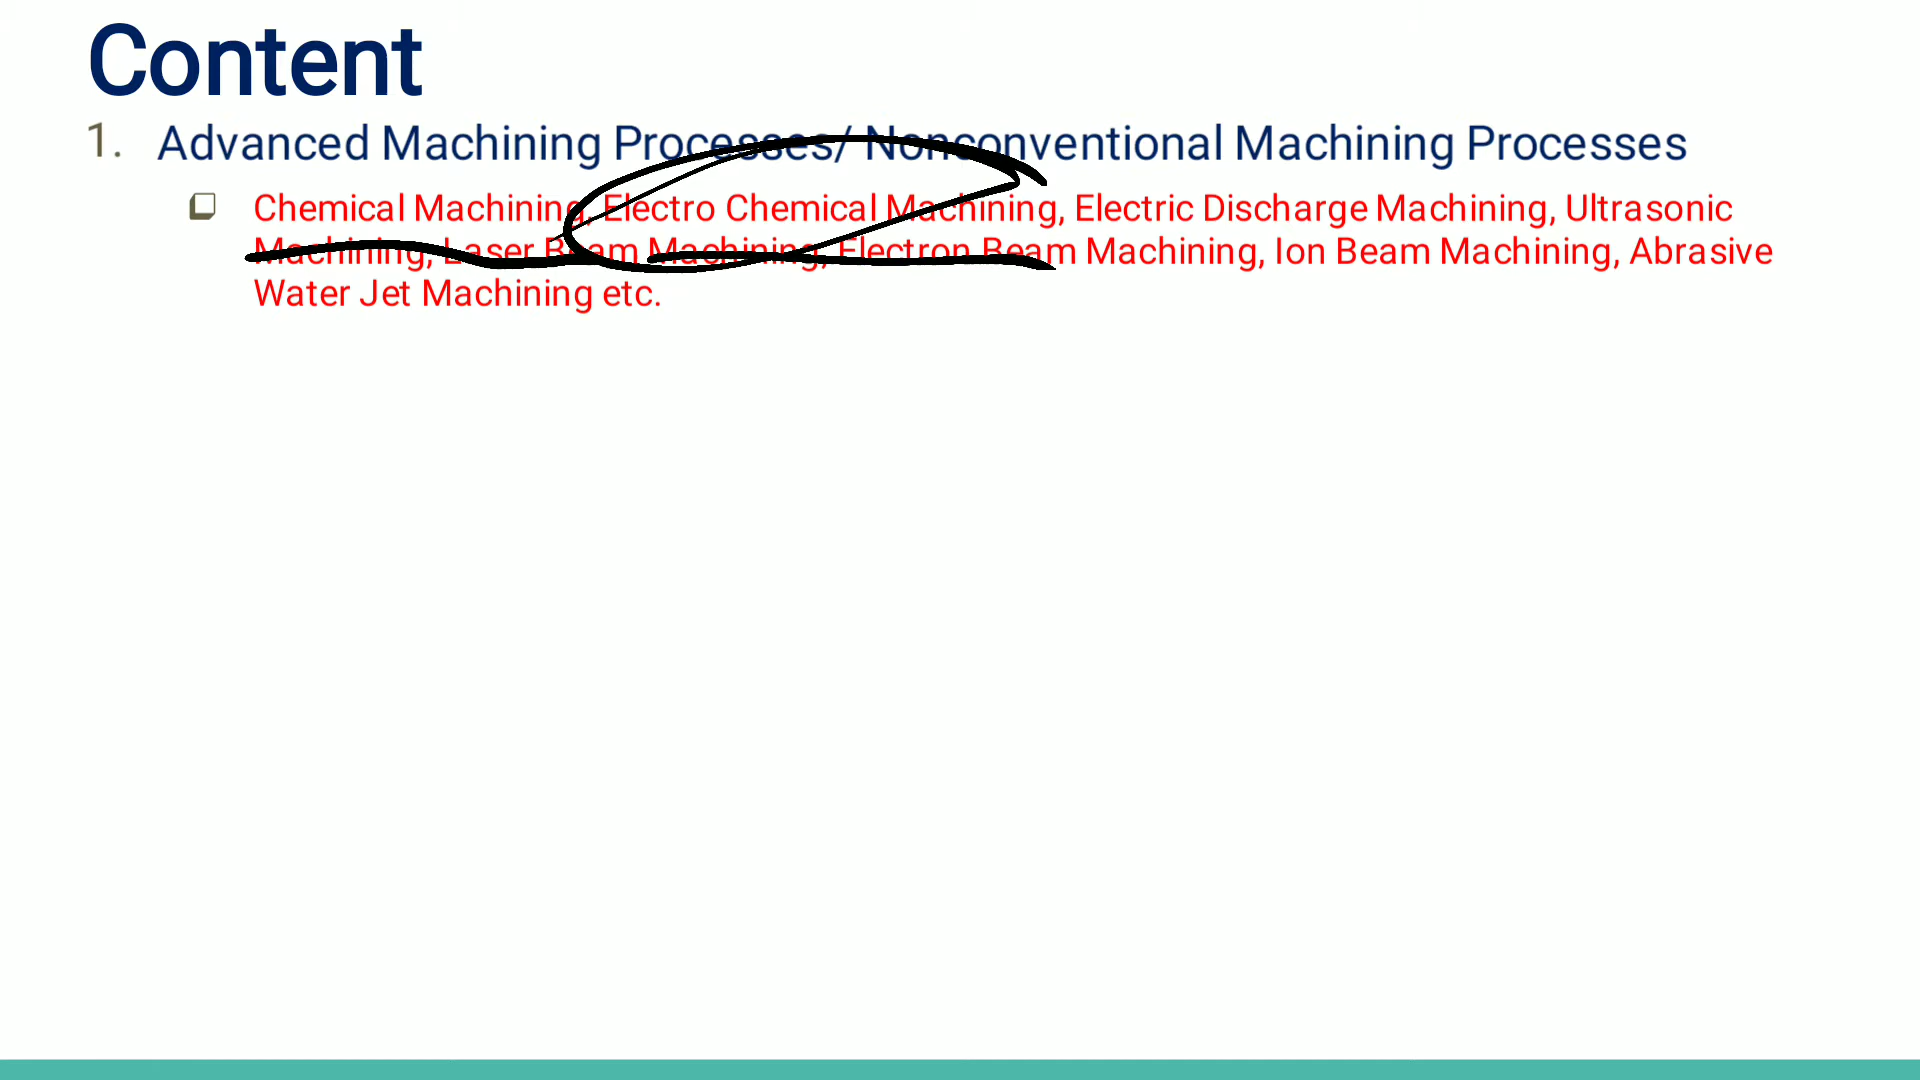 Content
1. Advanced Machining Processes/ Nonconventional Machining Processes
Chemical Machining, Electro Chemical Machining, Electric Discharge Machining, Ultrasonic
Machining, Laser Beam Machining, Electron Beam Machining, Ion Beam Machining, Abrasive
Water Jet Machining etc.